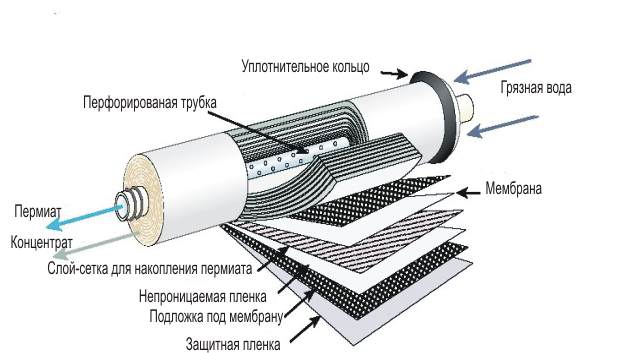 Уплотнительное кольцо
Грязная вода
Перфорированая трубка
Мембрана
Пермиат
Концентрат
Слой-сетка для накопления пермиата
Непроницаемая пленка
Подложка под мембрану
Защитная пленка